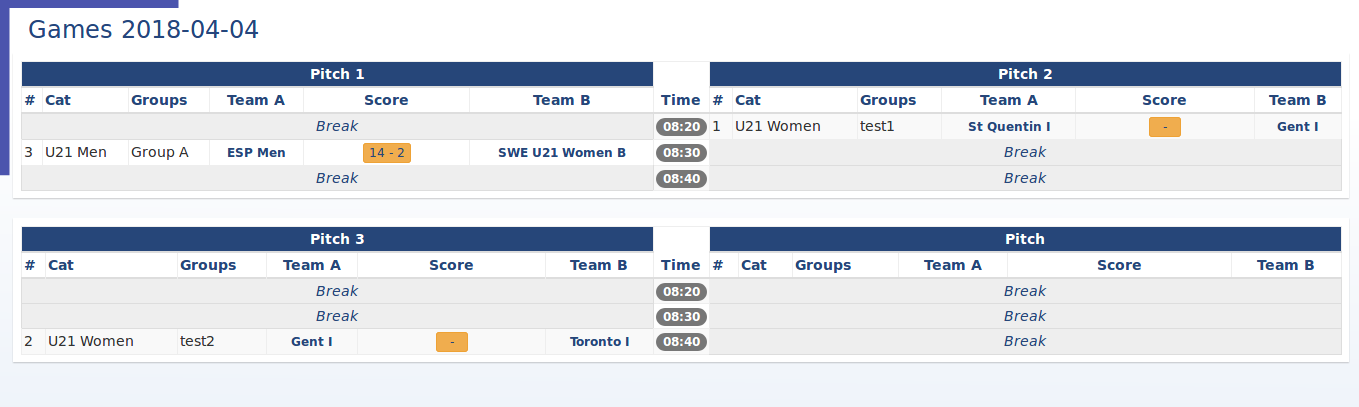 Games 2018-04-04
Pitch 1 Pitch 2
# Cat Groups Team A Score Team B Time # Cat Groups Team A Score Team B
Break 08:20 1 U21 Women test1 St Quentin I - Gent I
3 U21 Men Group A ESP Men 14 - 2 SWE U21 Women B 08:30 Break
Break 08:40 Break
Pitch 3 Pitch
# Cat Groups Team A Score Team B Time # Cat Groups Team A Score Team B
Break 08:20 Break
Break 08:30 Break
2 U21 Women test2 Gent I - Toronto I 08:40 Break